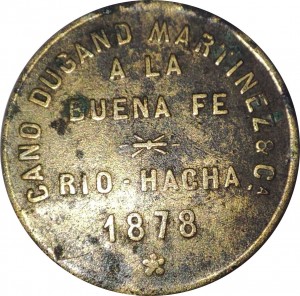 CANO DUGAND MARTINEZ & Cª
A LA
BUENA FE
RIO-HACHA,
1878